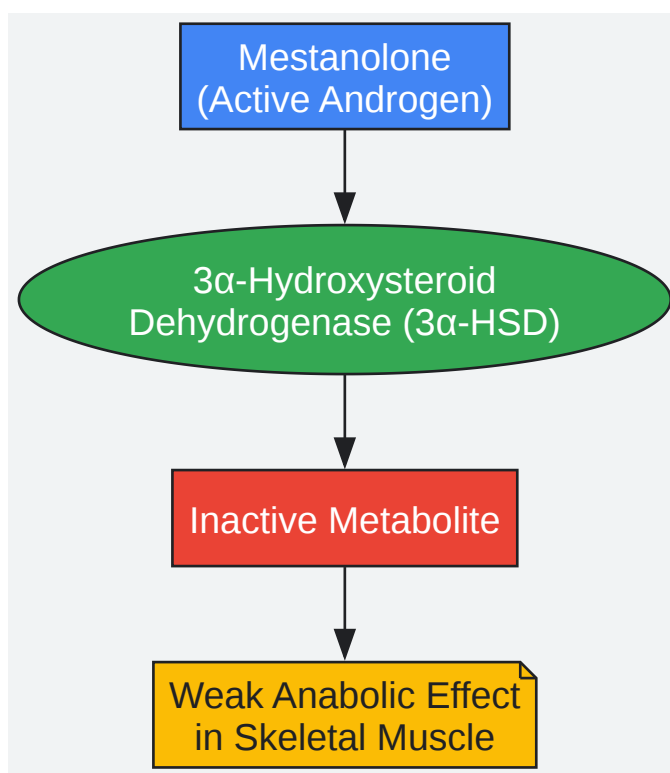 Mestanolone
(Active Androgen)
3α-Hydroxysteroid
Dehydrogenase (3α-HSD)
Inactive Metabolite
Weak Anabolic Effect
in Skeletal Muscle